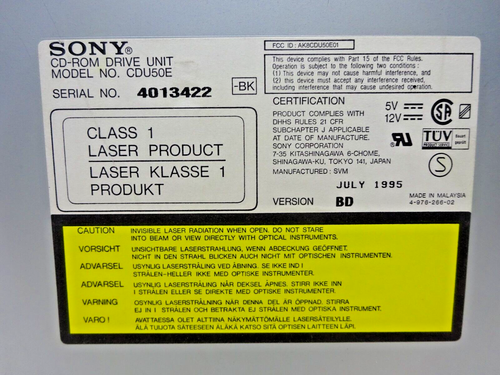 SONY®
CD-ROM DRIVE UNIT
MODEL NO. CDU50E
SERIAL NO. 4013422
-BK
FCC ID : AK8CDU50E01
This device complies with Part 15 of the FCC Rules.
Operation is subject to the following two conditions :
(1) This device may not cause harmful interference, and
(2) this device must accept any interference received,
including interference that may cause undesired operation.
CLASS 1
LASER PRODUCT
LASER KLASSE 1
PRODUKT
CERTIFICATION
PRODUCT COMPLIES WITH
DHHS RULES 21 CFR
SUBCHAPTER J APPLICABLE
AT DATE OF MANUFACTURE.
SONY CORPORATION
7-35 KITASHINAGAWA 6-CHOME,
SHINAGAWA-KU, TOKYO 141, JAPAN
MANUFACTURED : SVM
5V
12V
TÜV
S
JULY 1995
VERSION BD
MADE IN MALAYSIA
4-978-266-02
CAUTION INVISIBLE LASER RADIATION WHEN OPEN. DO NOT STARE
INTO BEAM OR VIEW DIRECTLY WITH OPTICAL INSTRUMENTS.
VORSICHT UNSICHTBARE LASERSTRAHLUNG, WENN ABDECKUNG GEÖFFNET.
NICHT IN DEN STRAHL BLICKEN. AUCH NICHT MIT OPTISCHEN INSTRUMENTEN.
ADVARSEL USYNLIG LASERSTRÅLING VED ÅBNING. SE IKKE IND I
STRÅLEN-HELLER IKKE MED OPTISKE INSTRUMENTER.
ADVARSEL USYNLIG LASERSTRÅLING NÅR DEKSEL ÅPNES. STIRR IKKE INN
I STRÅLEN ELLER SE DIREKTE MED OPTISKE INSTRUMENTER.
VARNING OSYNLIG LASERSTRÅLNING NÄR DENNA DEL ÄR ÖPPNAD. STIRRA
EJ IN I STRÅLEN OCH BETRAKTA EJ STRÅLEN MED OPTISKA INSTRUMENT.
VARO ! AVATTAESSA OLET ALTTIINA NÄKYMÄTTÖMÄLLE LASERSÄTEILYLLE.
ÄLÄ TUIJOTA SÄTEESEEN ÄLÄKÄ KATSO SITÄ OPTISEN LAITTEEN LÄPI.